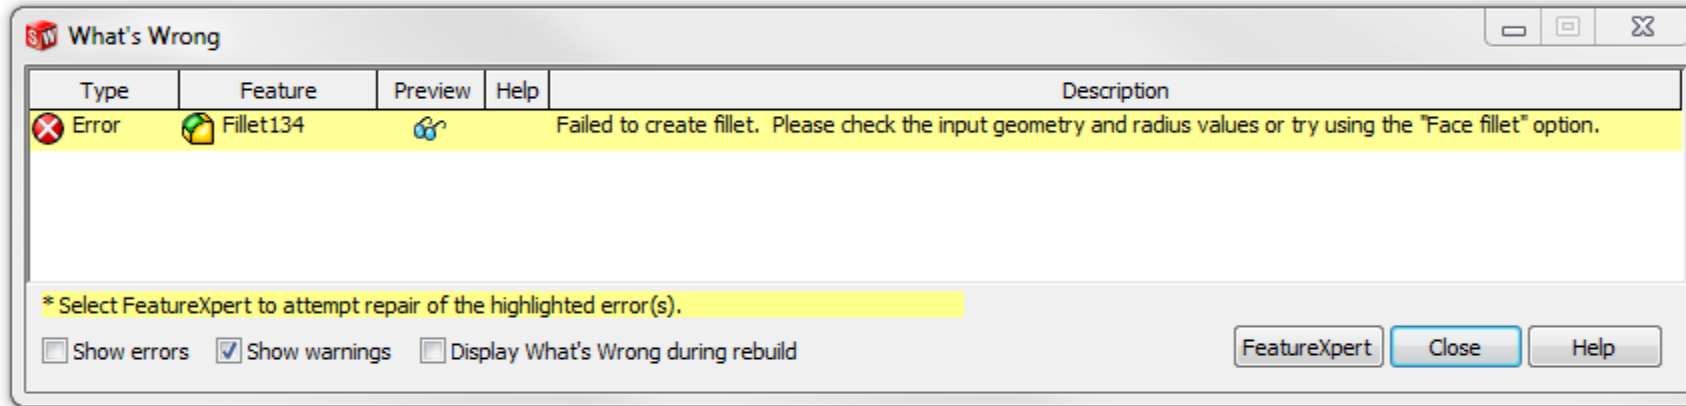 What's Wrong
Type Feature Preview Help Description
Error Fillet134 Failed to create fillet. Please check the input geometry and radius values or try using the "Face fillet" option.
* Select FeatureXpert to attempt repair of the highlighted error(s).
Show errors Show warnings Display What's Wrong during rebuild FeatureXpert Close Help